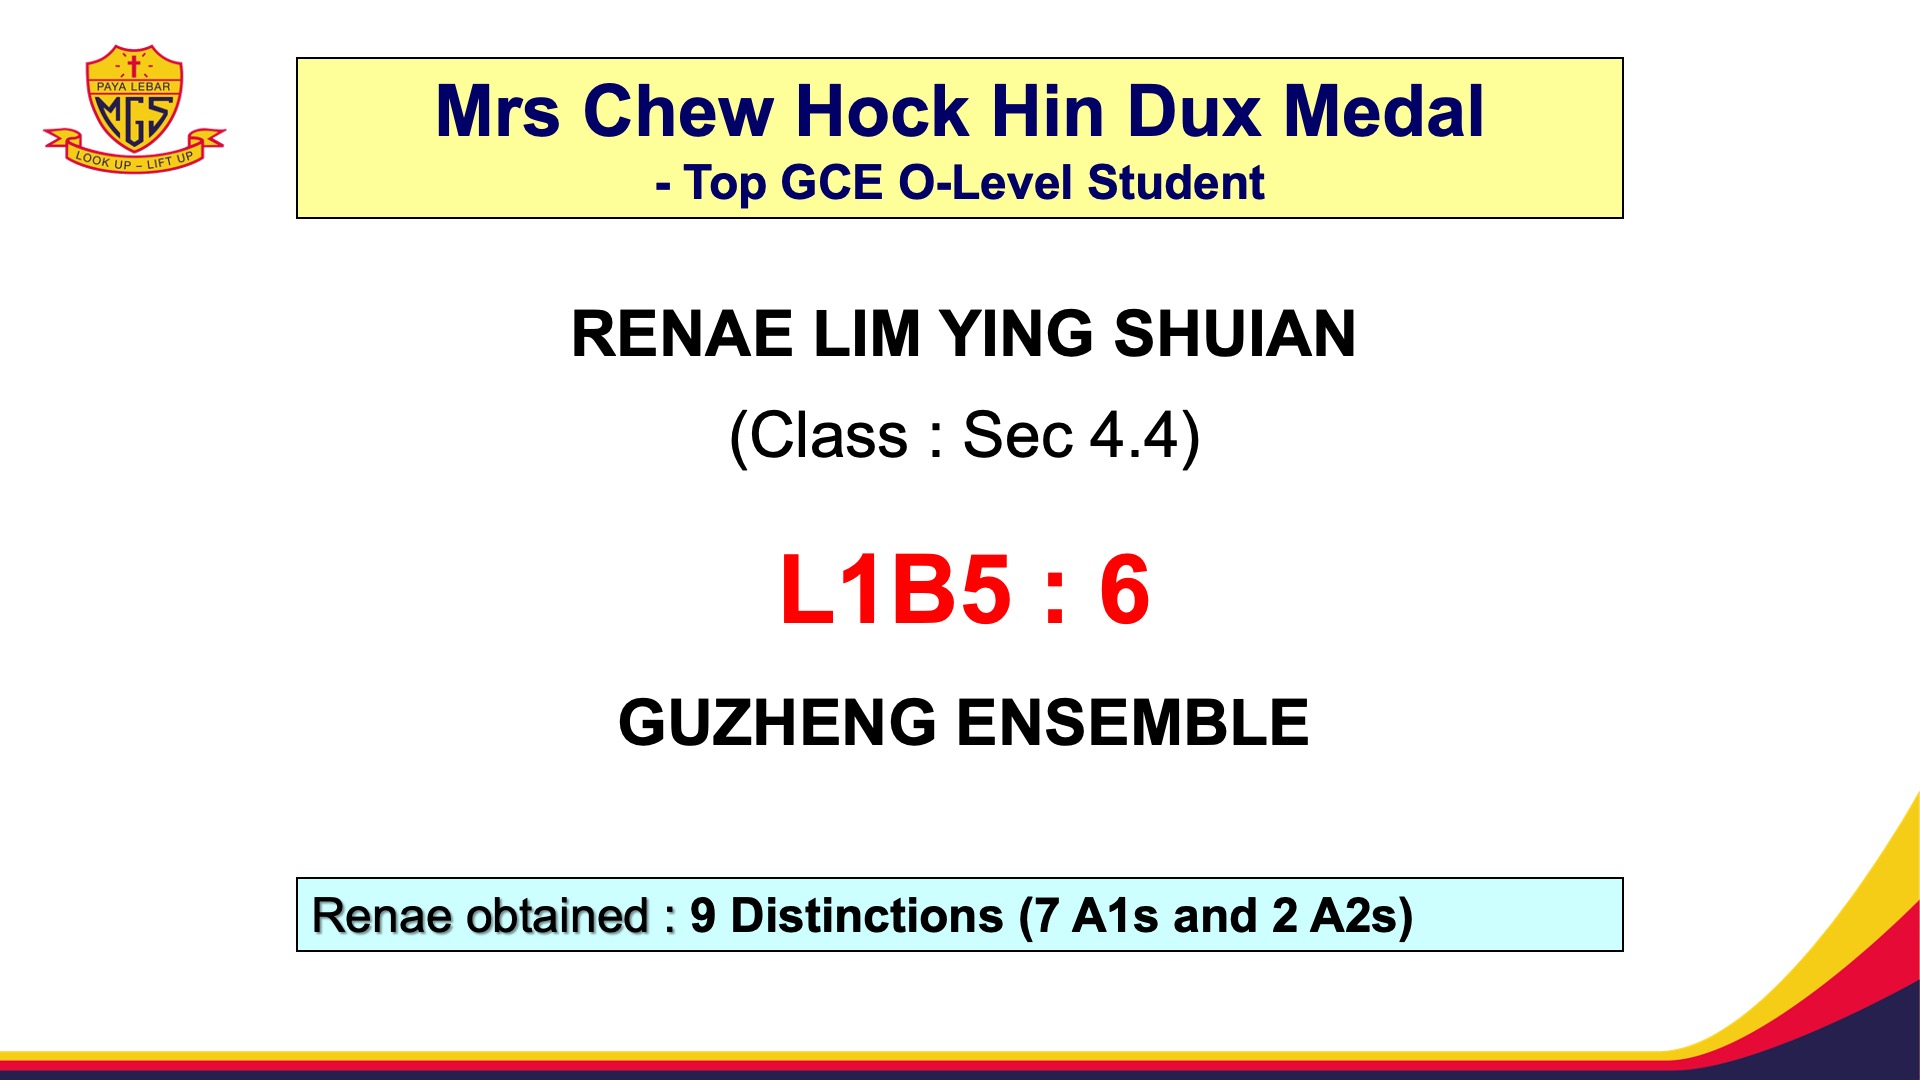 PAYA LEBAR
MGS
LOOK UP – LIFT UP
Mrs Chew Hock Hin Dux Medal
- Top GCE O-Level Student
RENAE LIM YING SHUIAN
(Class : Sec 4.4)
L1B5 : 6
GUZHENG ENSEMBLE
Renae obtained : 9 Distinctions (7 A1s and 2 A2s)